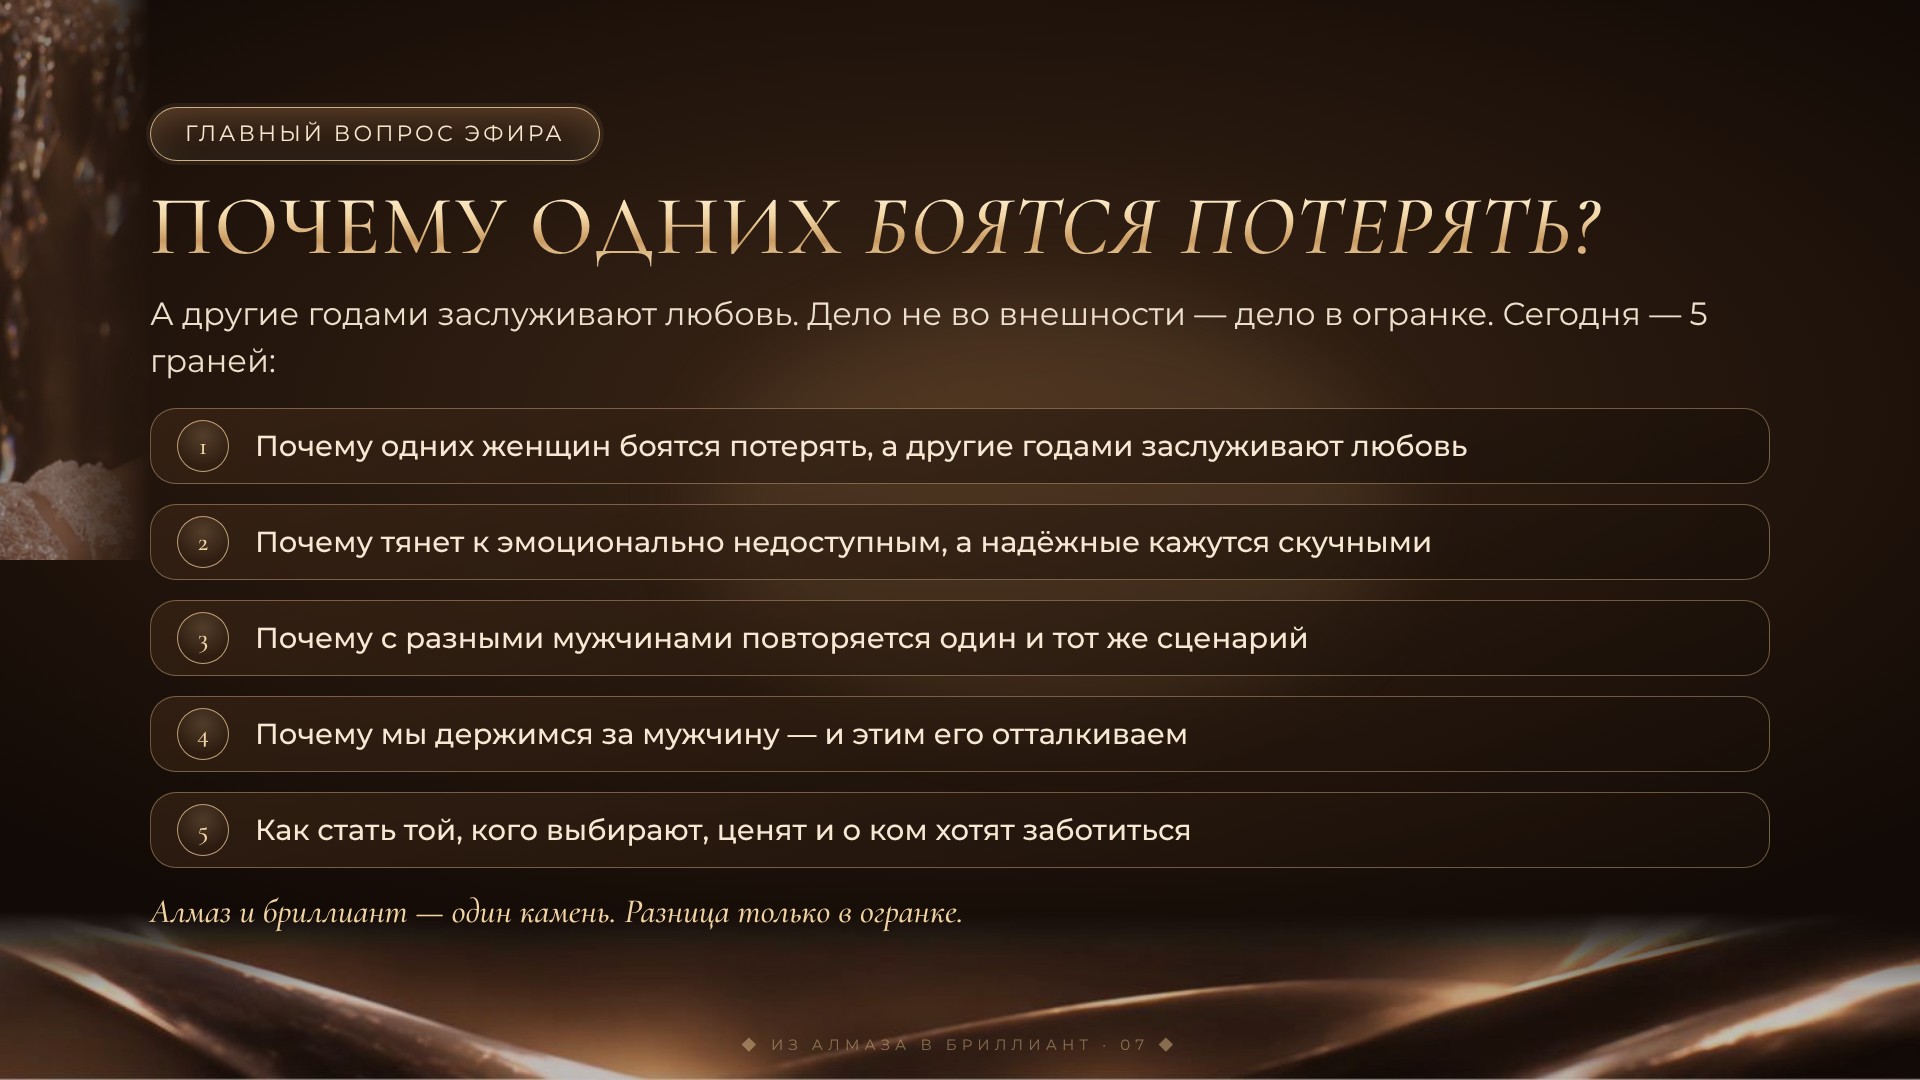 ГЛАВНЫЙ ВОПРОС ЭФИРА
ПОЧЕМУ ОДНИХ БОЯТСЯ ПОТЕРЯТЬ?
А другие годами заслуживают любовь. Дело не во внешности — дело в огранке. Сегодня — 5
граней:
1 Почему одних женщин боятся потерять, а другие годами заслуживают любовь
2 Почему тянет к эмоционально недоступным, а надёжные кажутся скучными
3 Почему с разными мужчинами повторяется один и тот же сценарий
4 Почему мы держимся за мужчину — и этим его отталкиваем
5 Как стать той, кого выбирают, ценят и о ком хотят заботиться
Алмаз и бриллиант — один камень. Разница только в огранке.
◆ ИЗ АЛМАЗА В БРИЛЛИАНТ · 07 ◆